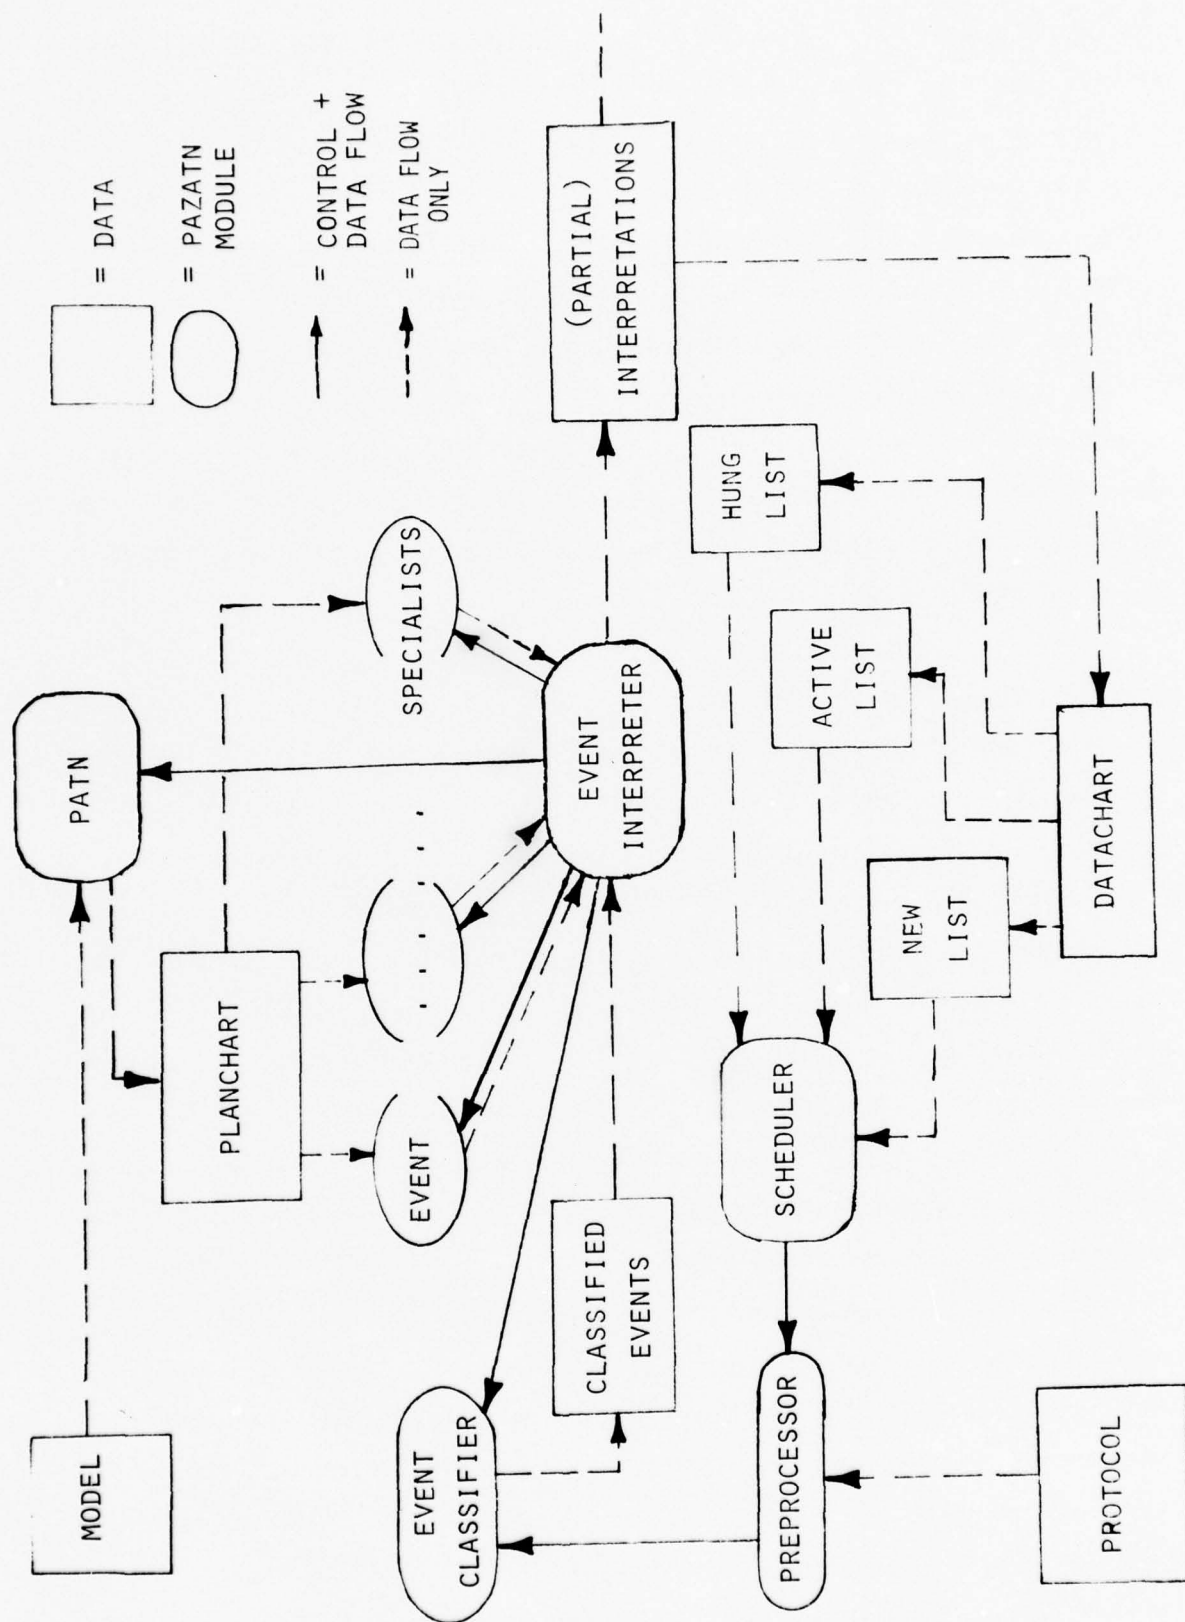 MODEL
PATN
= DATA
= PAZATN
MODULE
PLANCHART
= CONTROL +
DATA FLOW
= DATA FLOW
ONLY
EVENT
. . . . . .
SPECIALISTS
EVENT
CLASSIFIER
CLASSIFIED
EVENTS
EVENT
INTERPRETER
(PARTIAL)
INTERPRETATIONS
PREPROCESSOR
SCHEDULER
HUNG
LIST
ACTIVE
LIST
NEW
LIST
PROTOCOL
DATACHART